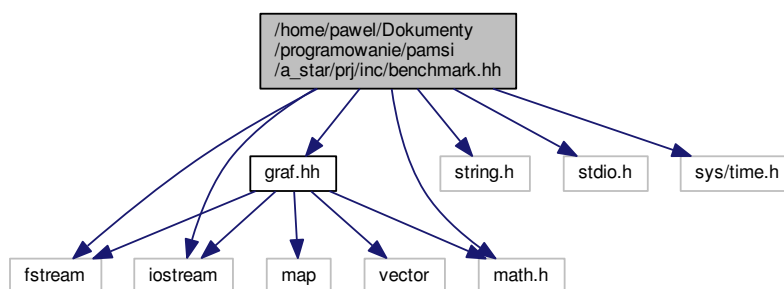 /home/pawel/Dokumenty
/programowanie/pamsi
/a_star/prj/inc/benchmark.hh
graf.hh
string.h
stdio.h
sys/time.h
fstream
iostream
map
vector
math.h